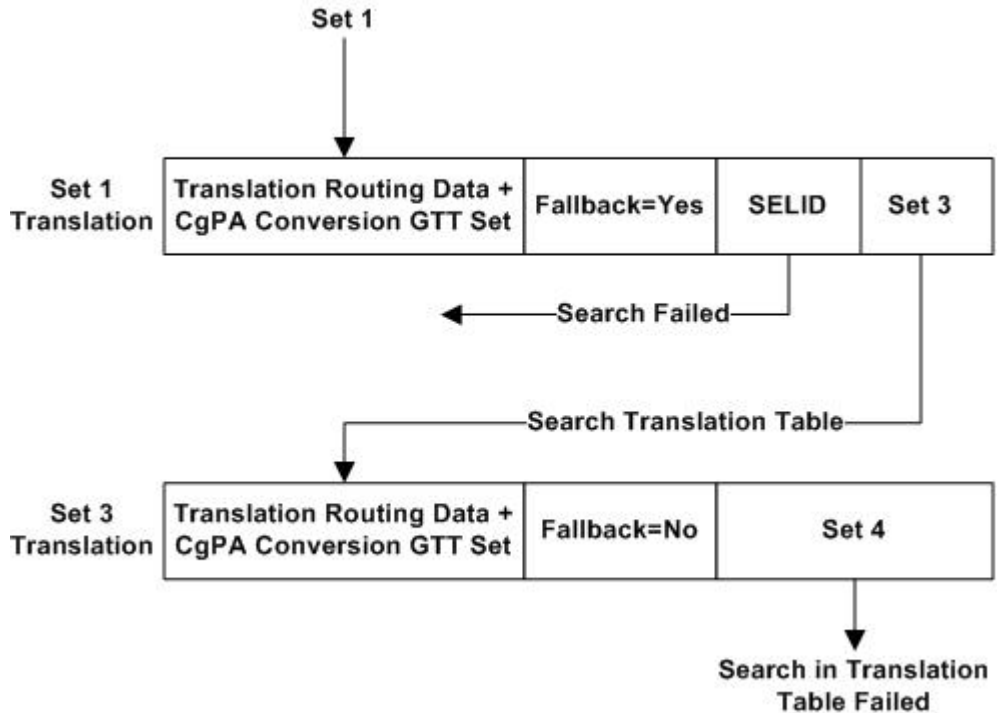 Set 1
Set 1
Translation
Translation Routing Data +
CgPA Conversion GTT Set
Fallback=Yes
SELID
Set 3
Search Failed
Search Translation Table
Set 3
Translation
Translation Routing Data +
CgPA Conversion GTT Set
Fallback=No
Set 4
Search in Translation
Table Failed